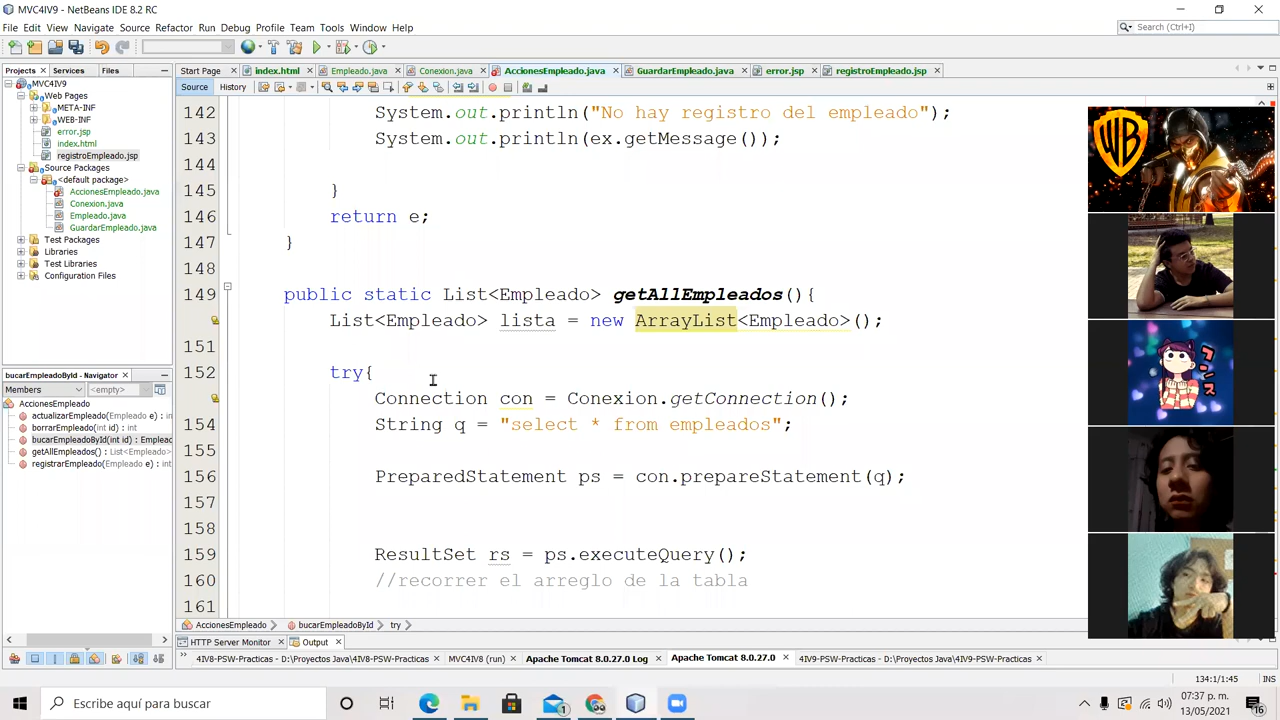 MVC4IV9 - NetBeans IDE 8.2 RC
File Edit View Navigate Source Refactor Run Debug Profile Team Tools Window Help
Search (Ctrl+I)
Projects Services Files
Start Page index.html Empleado.java Conexion.java AccionesEmpleado.java GuardarEmpleado.java error.jsp registroEmpleado.jsp
Source History
MVC4IV9
Web Pages
META-INF
WEB-INF
error.jsp
index.html
registroEmpleado.jsp
Source Packages
<default package>
AccionesEmpleado.java
Conexion.java
Empleado.java
GuardarEmpleado.java
Test Packages
Libraries
Test Libraries
Configuration Files
bucarEmpleadoById - Navigator
Members <empty>
AccionesEmpleado
actualizarEmpleado(Empleado e) : int
borrarEmpleado(int id) : int
bucarEmpleadoById(int id) : Emplead
getAllEmpleados() : List<Empleado>
registrarEmpleado(Empleado e) : int
142 System.out.println("No hay registro del empleado");
143 System.out.println(ex.getMessage());
144
145 }
146 return e;
147 }
148
149 public static List<Empleado> getAllEmpleados(){
List<Empleado> lista = new ArrayList<Empleado>();
151
152 try{
Connection con = Conexion.getConnection();
154 String q = "select * from empleados";
155
156 PreparedStatement ps = con.prepareStatement(q);
157
158
159 ResultSet rs = ps.executeQuery();
160 //recorrer el arreglo de la tabla
161
WB
AccionesEmpleado bucarEmpleadoById try
HTTP Server Monitor Output
4IV8-PSW-Practicas - D:\Proyectos Java\4IV8-PSW-Practicas MVC4IV8 (run) Apache Tomcat 8.0.27.0 Log Apache Tomcat 8.0.27.0 4IV9-PSW-Practicas - D:\Proyectos Java\4IV9-PSW-Practicas
134:1/1:45 INS
Escribe aquí para buscar
07:37 p. m.
13/05/2021
16